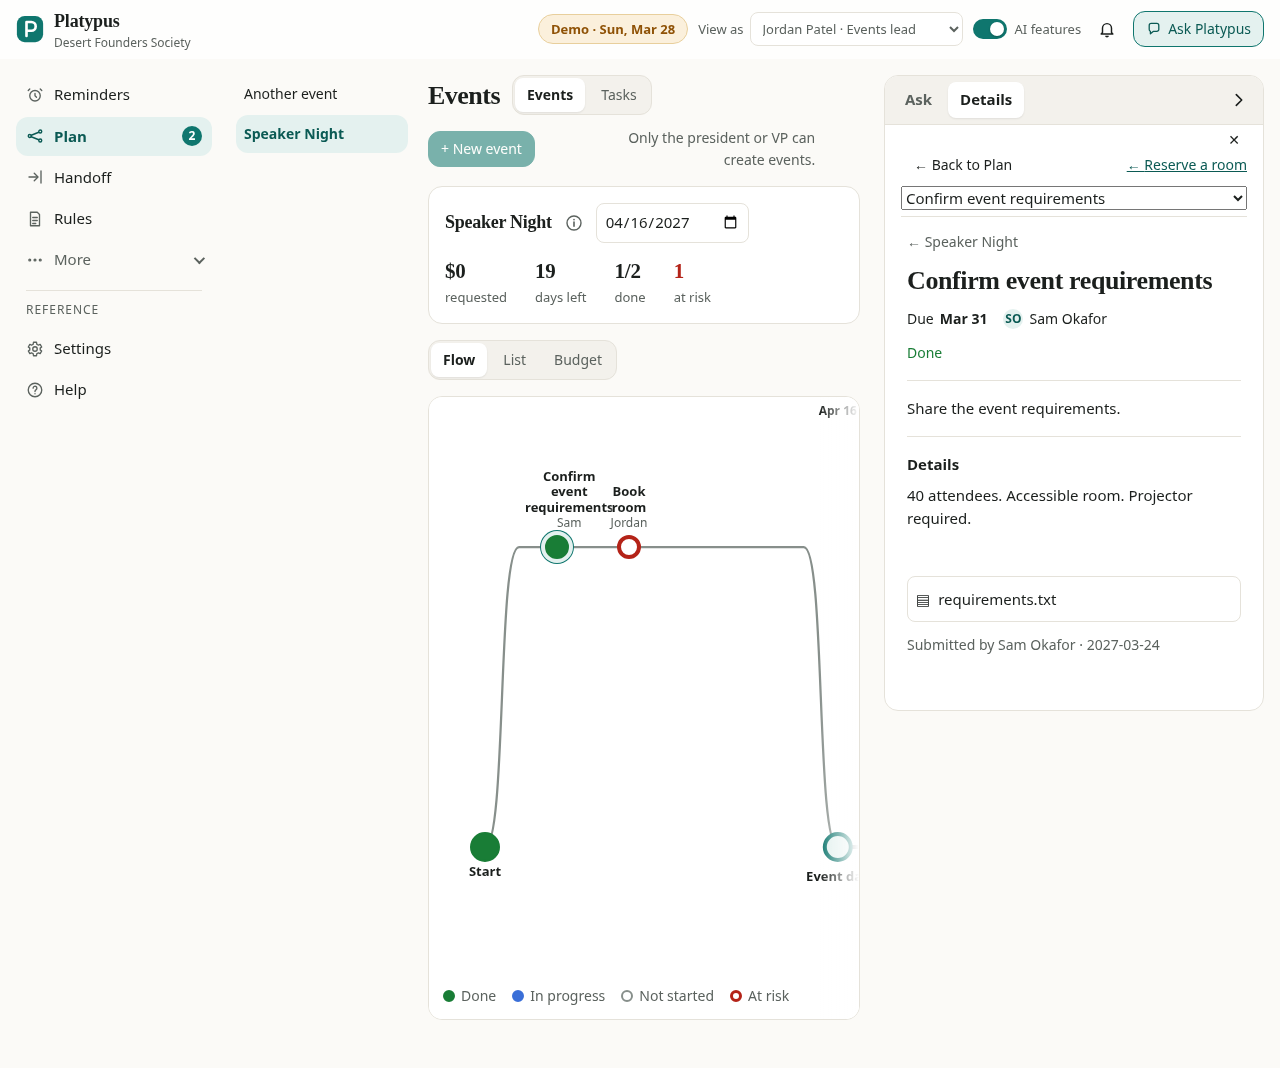 Platypus
Desert Founders Society
Demo · Sun, Mar 28
View as
Jordan Patel · Events lead
AI features
Ask Platypus
Reminders
Plan
2
Handoff
Rules
More
REFERENCE
Settings
Help
Another event
Speaker Night
Events
Events
Tasks
+ New event
Only the president or VP can
create events.
Speaker Night
04/16/2027
$0
requested
19
days left
1/2
done
1
at risk
Flow
List
Budget
Apr 16
Confirm
event
requirements
Sam
Book
room
Jordan
Start
Event d
Done
In progress
Not started
At risk
Ask
Details
×
← Back to Plan
← Reserve a room
Confirm event requirements
← Speaker Night
Confirm event requirements
Due Mar 31
SO
Sam Okafor
Done
Share the event requirements.
Details
40 attendees. Accessible room. Projector
required.
requirements.txt
Submitted by Sam Okafor · 2027-03-24